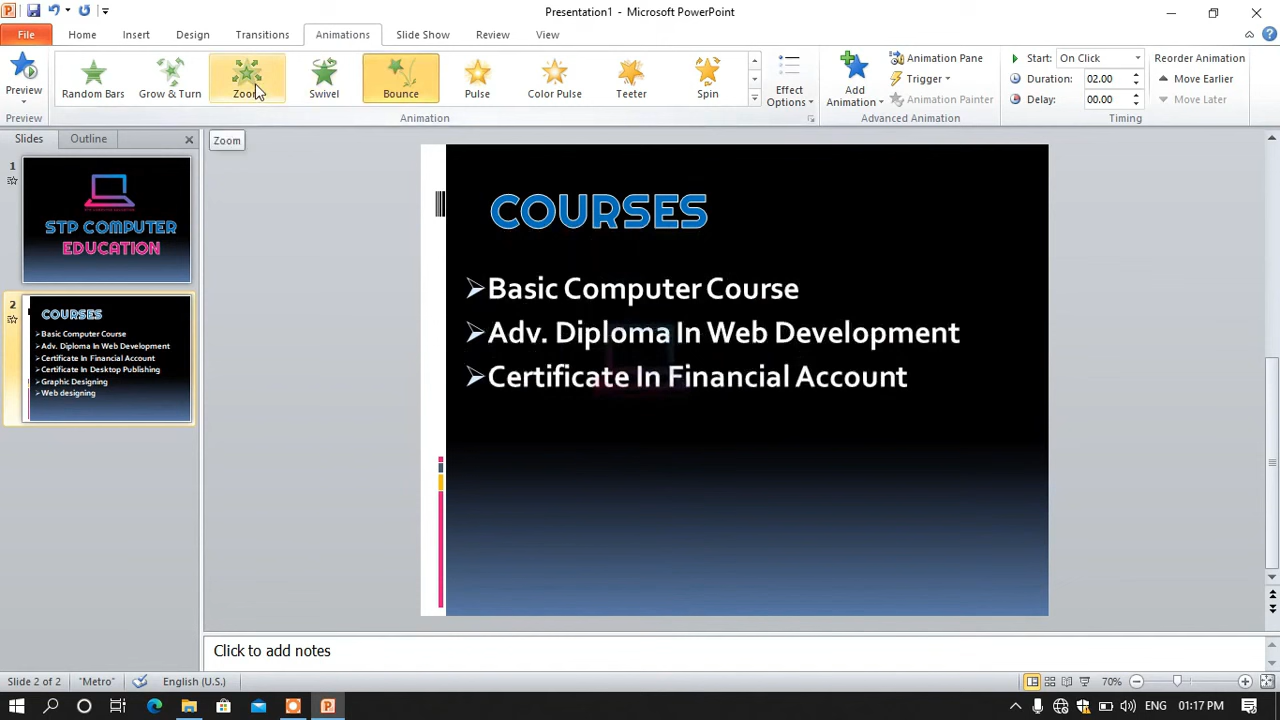 Presentation1 - Microsoft PowerPoint
File Home Insert Design Transitions Animations Slide Show Review View
Preview
Random Bars Grow & Turn Zoom Swivel Bounce Pulse Color Pulse Teeter Spin
Effect Options
Add Animation
Animation Pane
Trigger
Animation Painter
Start: On Click
Duration: 02.00
Delay: 00.00
Reorder Animation
Move Earlier
Move Later
Preview Animation Advanced Animation Timing
Slides Outline
Zoom
1
STP COMPUTER
EDUCATION
2
COURSES
Basic Computer Course
Adv. Diploma In Web Development
Certificate In Financial Account
Certificate In Desktop Publishing
Graphic Designing
Web designing
COURSES
Basic Computer Course
Adv. Diploma In Web Development
Certificate In Financial Account
Click to add notes
Slide 2 of 2 "Metro" English (U.S.) 70%
ENG 01:17 PM